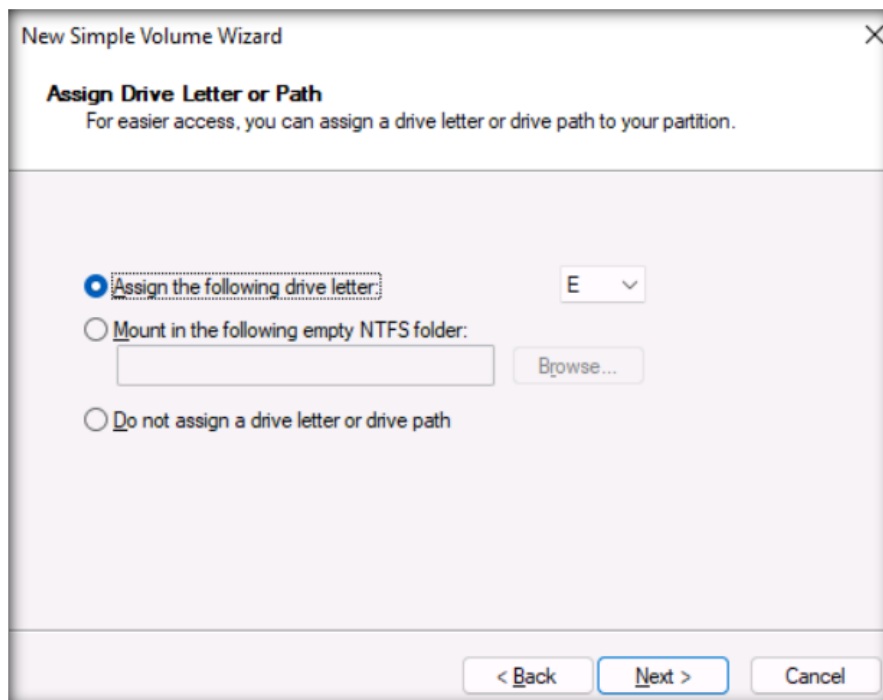 New Simple Volume Wizard
Assign Drive Letter or Path
For easier access, you can assign a drive letter or drive path to your partition.
Assign the following drive letter: E
Mount in the following empty NTFS folder:
Browse...
Do not assign a drive letter or drive path
< Back Next > Cancel